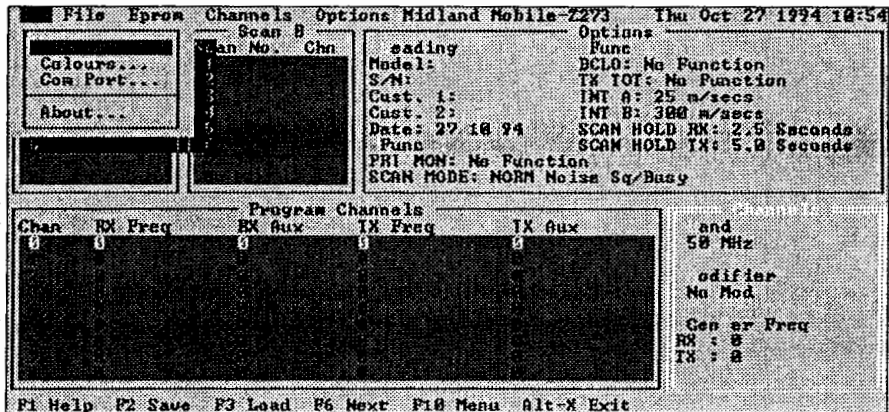 File Eprom Channels Options Midland Mobile-Z273 Thu Oct 27 1994 10:54
Colours...
Com Port...
About...
Scan B
an No. Chn
1
2
3
4
5
Options
eading
Model:
S/N:
Cust. 1:
Cust. 2:
Date: 27 10 94
Func
PRI MON: No Function
SCAN MODE: NORM Noise Sq/Busy
Func
BCLO: No Function
TX TOT: No Function
INT A: 25 m/secs
INT B: 300 m/secs
SCAN HOLD RX: 2.5 Seconds
SCAN HOLD TX: 5.0 Seconds
Program Channels
Chan RX Freq RX Aux TX Freq TX Aux
0 0 0 0 0
and
50 MHz
odifier
No Mod
Cen er Freq
RX : 0
TX : 0
F1 Help F2 Save F3 Load F6 Next F10 Menu Alt-X Exit